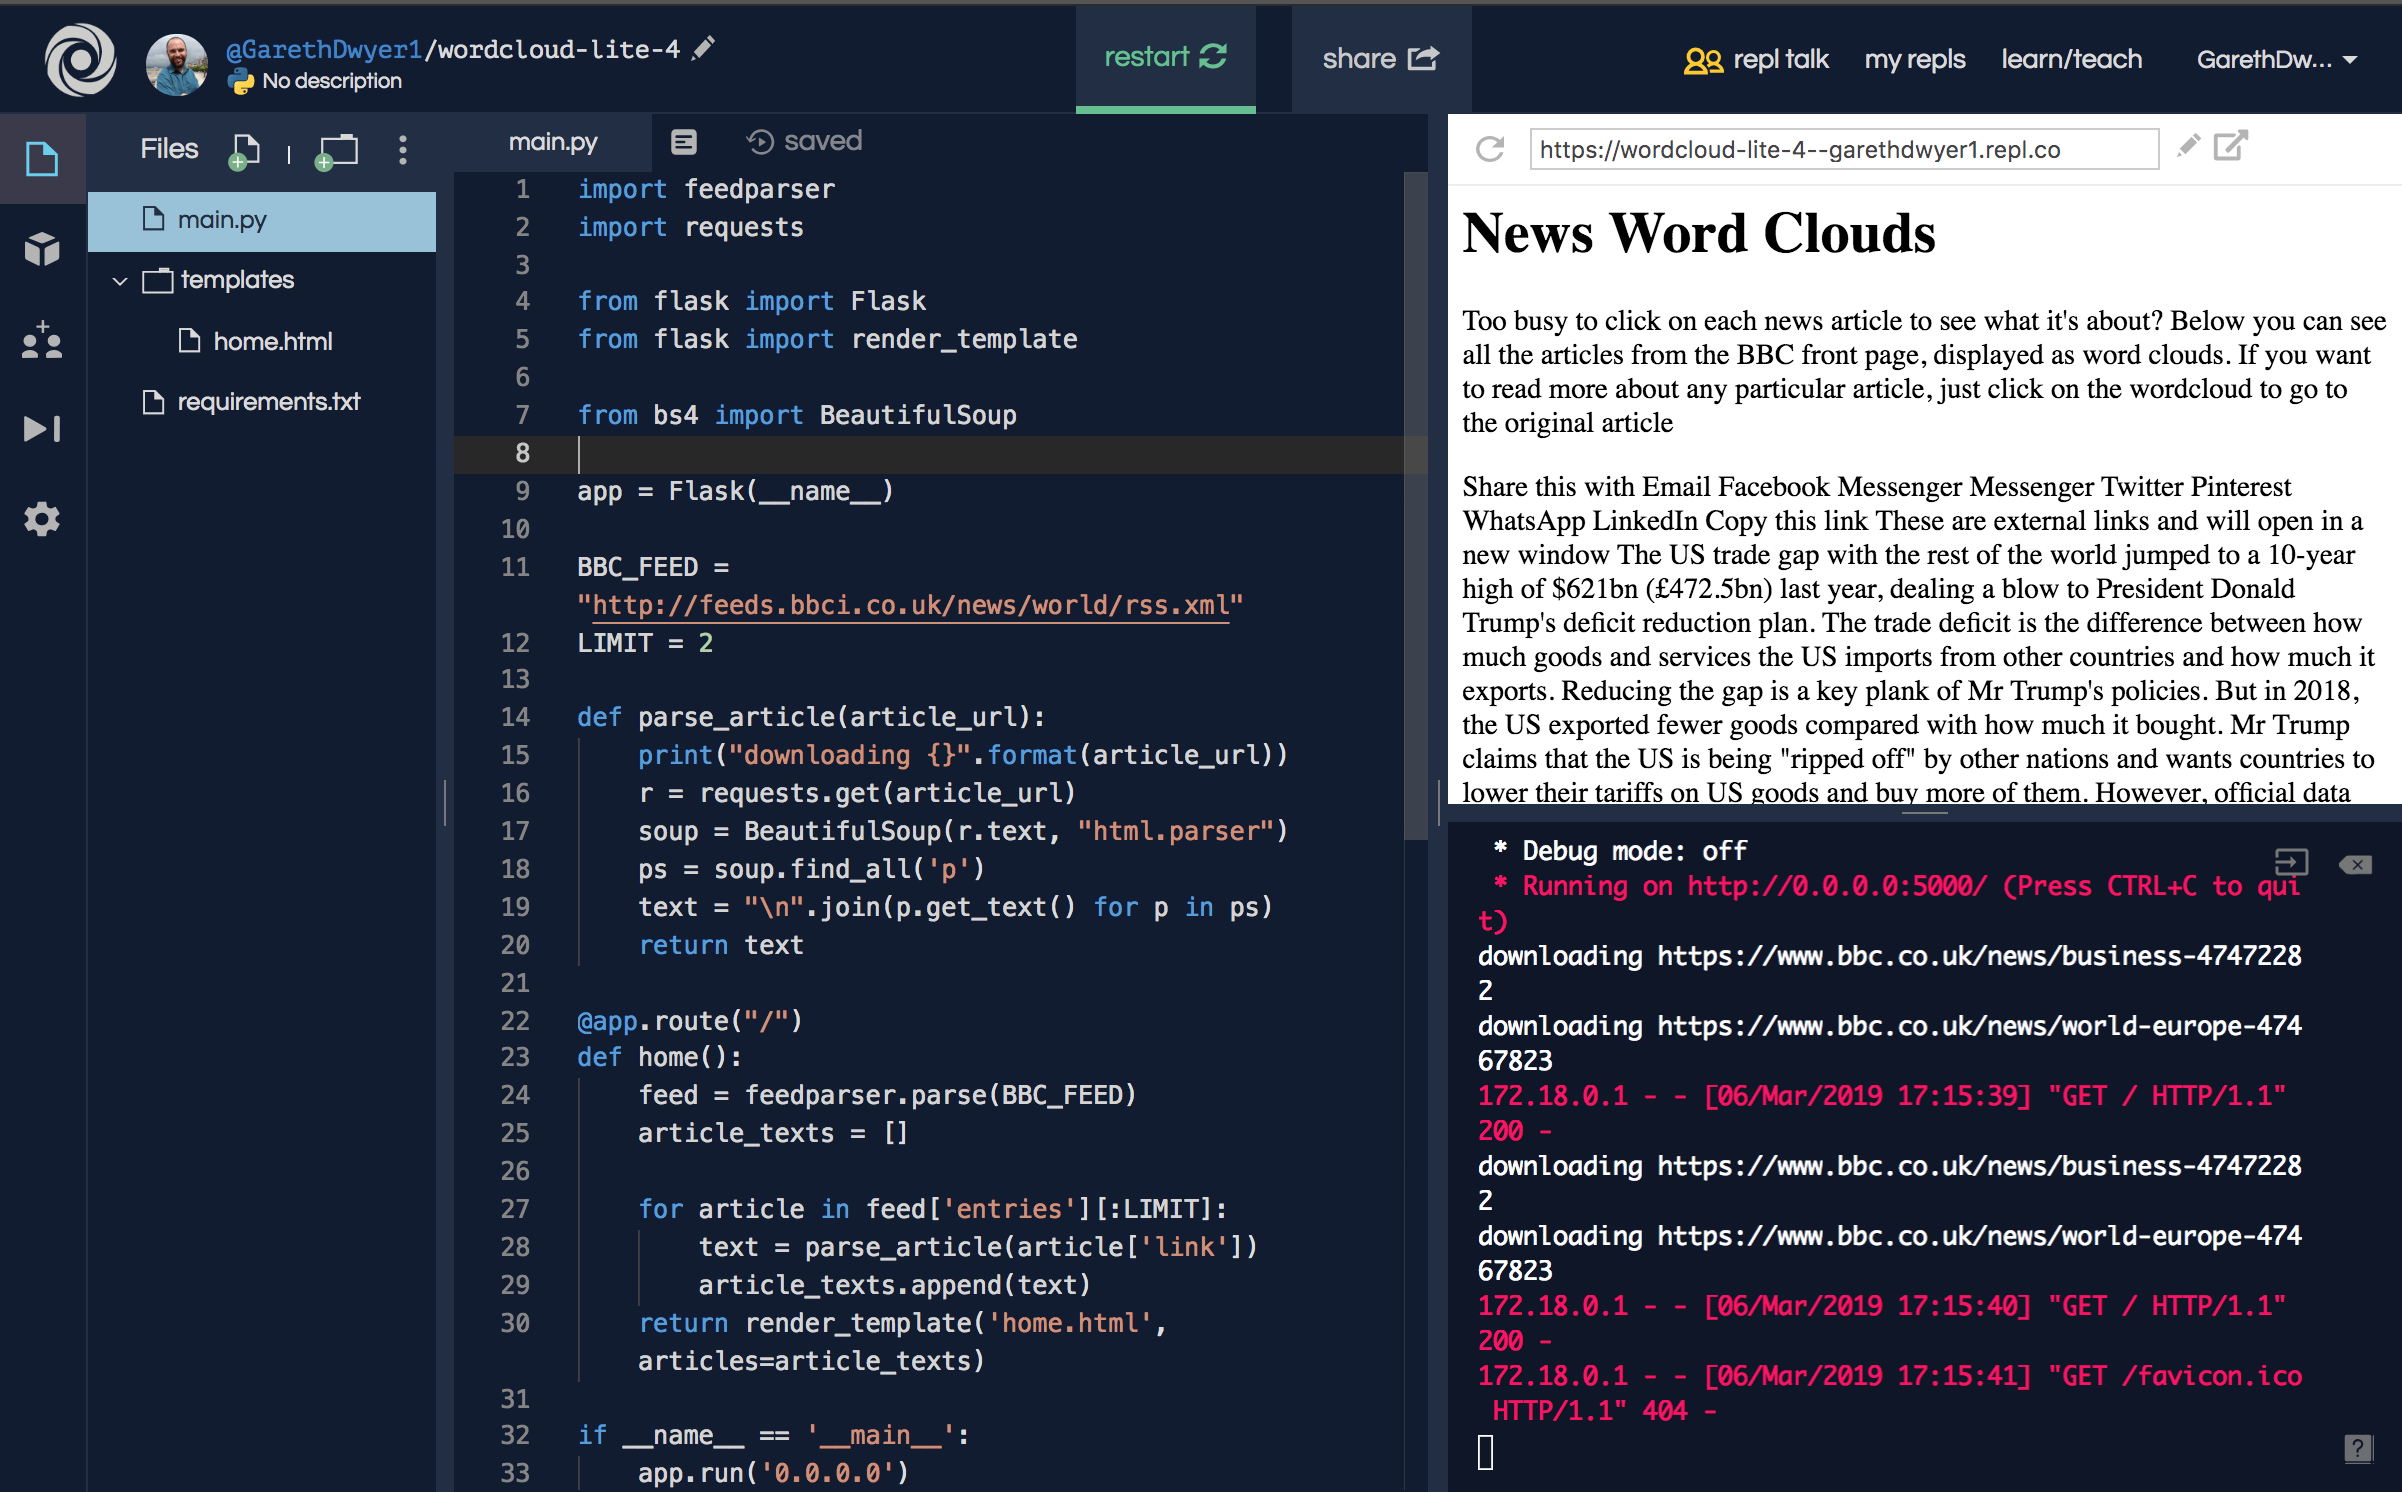 @GarethDwyer1/wordcloud-lite-4
No description
restart
share
repl talk
my repls
learn/teach
GarethDw...
Files
main.py
templates
home.html
requirements.txt
main.py
saved
1 import feedparser
2 import requests
3
4 from flask import Flask
5 from flask import render_template
6
7 from bs4 import BeautifulSoup
8
9 app = Flask(__name__)
10
11 BBC_FEED =
"http://feeds.bbci.co.uk/news/world/rss.xml"
12 LIMIT = 2
13
14 def parse_article(article_url):
15 print("downloading {}".format(article_url))
16 r = requests.get(article_url)
17 soup = BeautifulSoup(r.text, "html.parser")
18 ps = soup.find_all('p')
19 text = "\n".join(p.get_text() for p in ps)
20 return text
21
22 @app.route("/")
23 def home():
24 feed = feedparser.parse(BBC_FEED)
25 article_texts = []
26
27 for article in feed['entries'][:LIMIT]:
28 text = parse_article(article['link'])
29 article_texts.append(text)
30 return render_template('home.html',
articles=article_texts)
31
32 if __name__ == '__main__':
33 app.run('0.0.0.0')
https://wordcloud-lite-4--garethdwyer1.repl.co
News Word Clouds
Too busy to click on each news article to see what it's about? Below you can see
all the articles from the BBC front page, displayed as word clouds. If you want
to read more about any particular article, just click on the wordcloud to go to
the original article
Share this with Email Facebook Messenger Messenger Twitter Pinterest
WhatsApp LinkedIn Copy this link These are external links and will open in a
new window The US trade gap with the rest of the world jumped to a 10-year
high of $621bn (£472.5bn) last year, dealing a blow to President Donald
Trump's deficit reduction plan. The trade deficit is the difference between how
much goods and services the US imports from other countries and how much it
exports. Reducing the gap is a key plank of Mr Trump's policies. But in 2018,
the US exported fewer goods compared with how much it bought. Mr Trump
claims that the US is being "ripped off" by other nations and wants countries to
lower their tariffs on US goods and buy more of them. However, official data
* Debug mode: off
* Running on http://0.0.0.0:5000/ (Press CTRL+C to qui
t)
downloading https://www.bbc.co.uk/news/business-4747228
2
downloading https://www.bbc.co.uk/news/world-europe-474
67823
172.18.0.1 - - [06/Mar/2019 17:15:39] "GET / HTTP/1.1"
200 -
downloading https://www.bbc.co.uk/news/business-4747228
2
downloading https://www.bbc.co.uk/news/world-europe-474
67823
172.18.0.1 - - [06/Mar/2019 17:15:40] "GET / HTTP/1.1"
200 -
172.18.0.1 - - [06/Mar/2019 17:15:41] "GET /favicon.ico
HTTP/1.1" 404 -
?